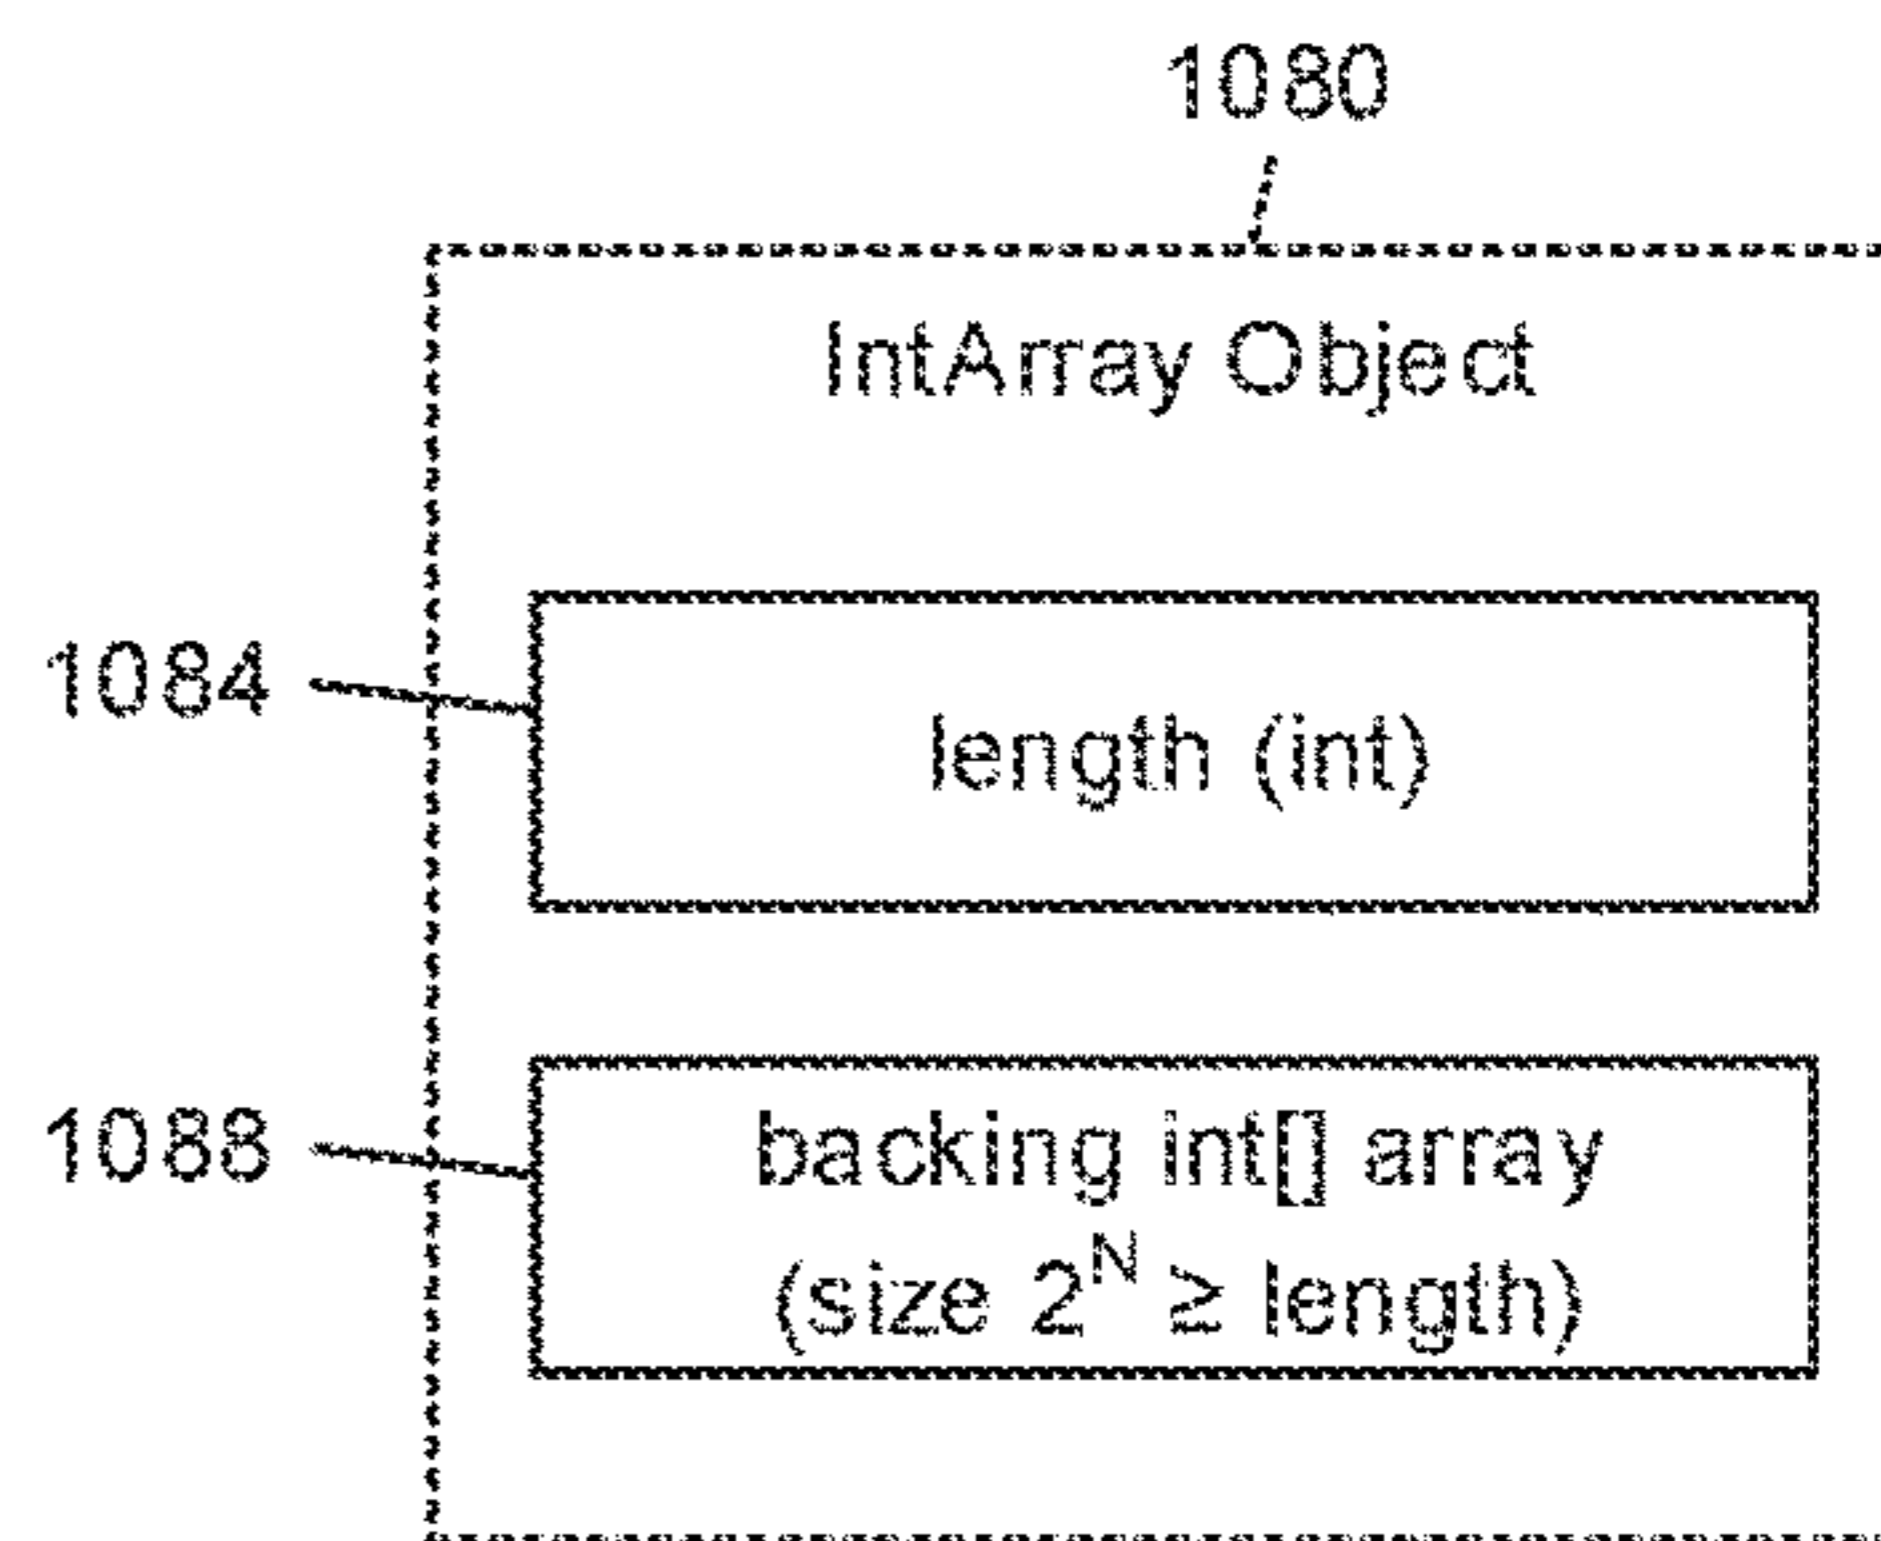 1080
IntArray Object
1084
length (int)
1088
backing int[] array
(size 2^N ≥ length)